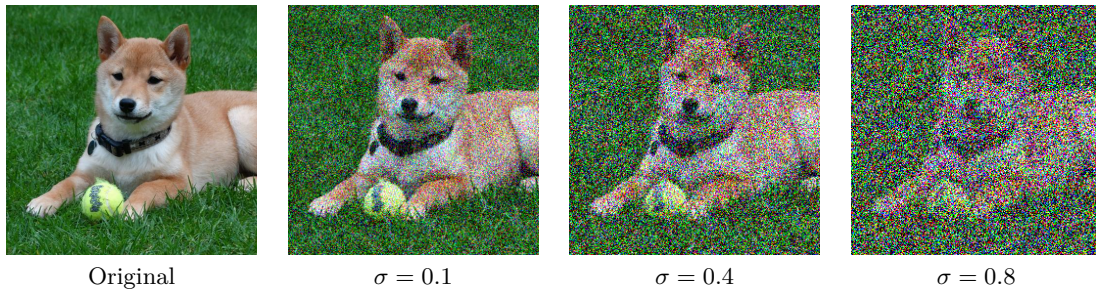 Original
σ = 0.1
σ = 0.4
σ = 0.8